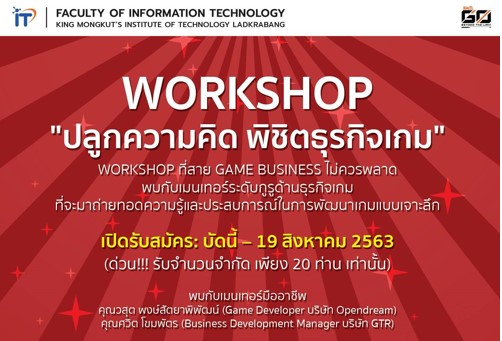 FACULTY OF INFORMATION TECHNOLOGY
KING MONGKUT'S INSTITUTE OF TECHNOLOGY LADKRABANG
WORKSHOP
"ปลูกความคิด พิชิตธุรกิจเกม"
WORKSHOP ที่สาย GAME BUSINESS ไม่ควรพลาด
พบกับเมนเทอร์ระดับกูรูด้านธุรกิจเกม
ที่จะมาถ่ายทอดความรู้และประสบการณ์ในการพัฒนาเกมแบบเจาะลึก
เปิดรับสมัคร: บัดนี้ – 19 สิงหาคม 2563
(ด่วน!!! รับจำนวนจำกัด เพียง 20 ท่าน เท่านั้น)
พบกับเมนเทอร์มืออาชีพ
คุณวสุต พงษ์สัตยาพิพัฒน์ (Game Developer บริษัท Opendream)
คุณศวิต โฆมพัตร (Business Development Manager บริษัท GTR)